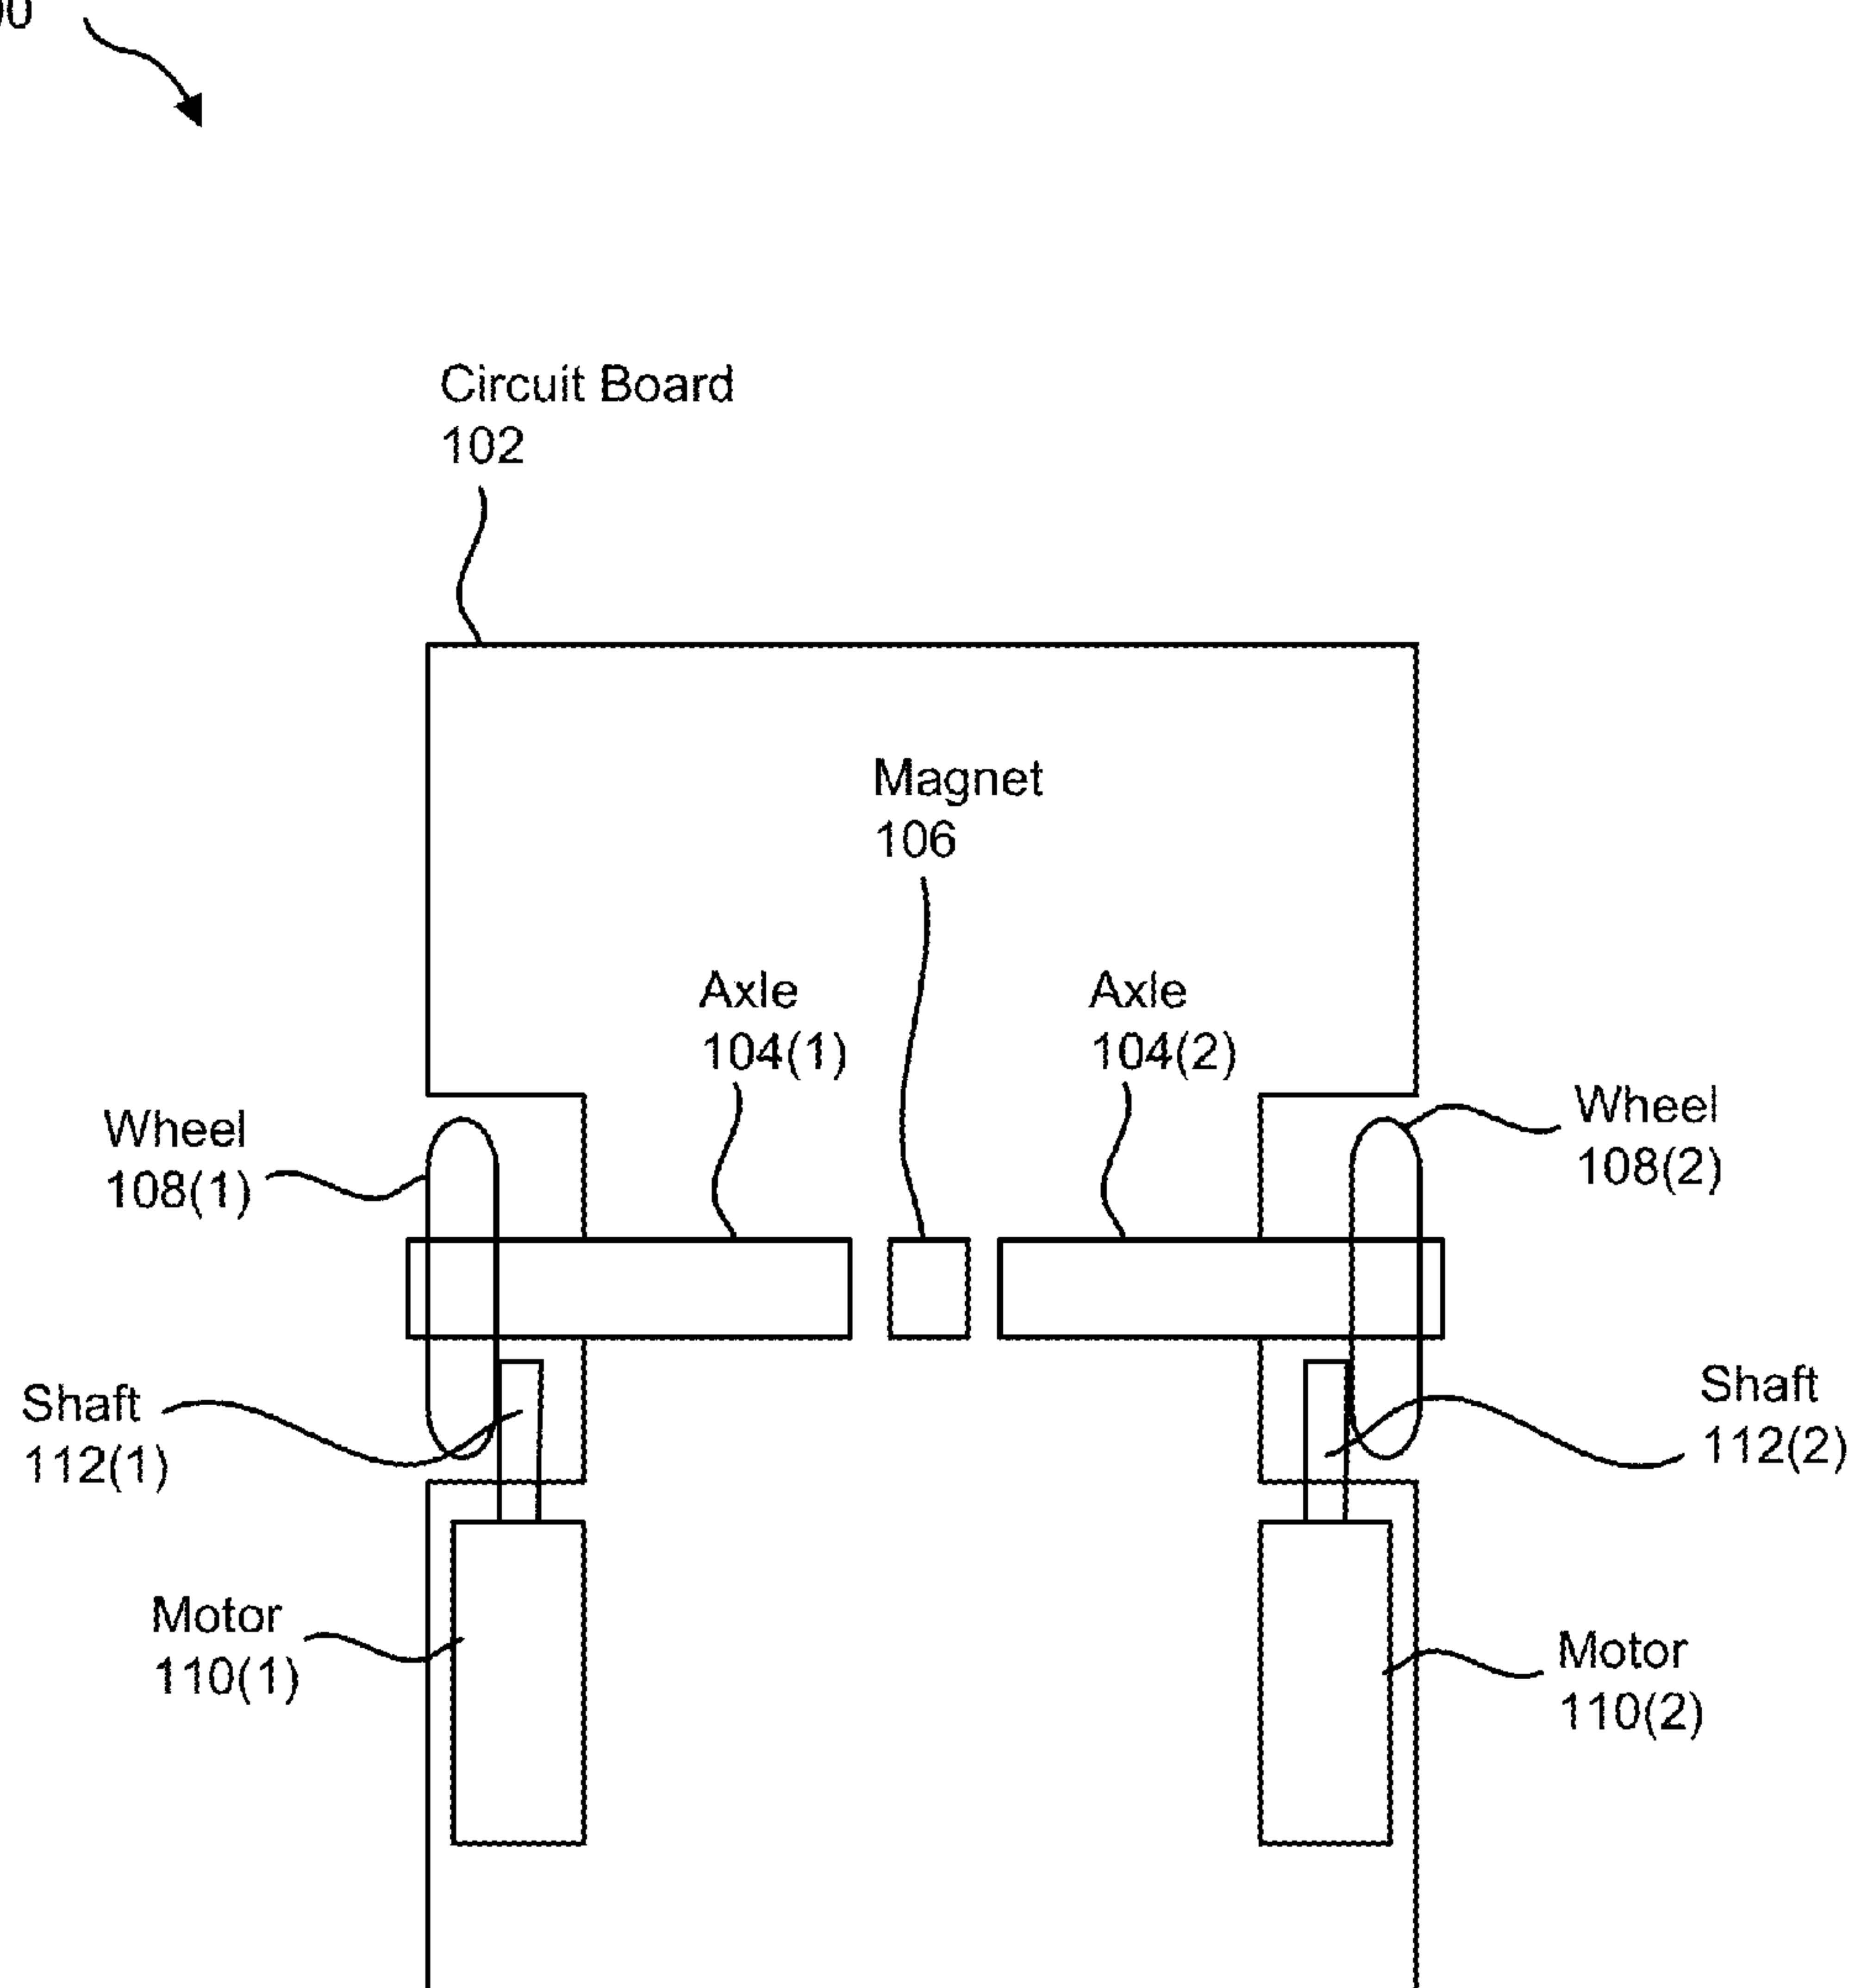 Circuit Board
102
Magnet
106
Axle
104(1)
Axle
104(2)
Wheel
108(1)
Wheel
108(2)
Shaft
112(1)
Shaft
112(2)
Motor
110(1)
Motor
110(2)